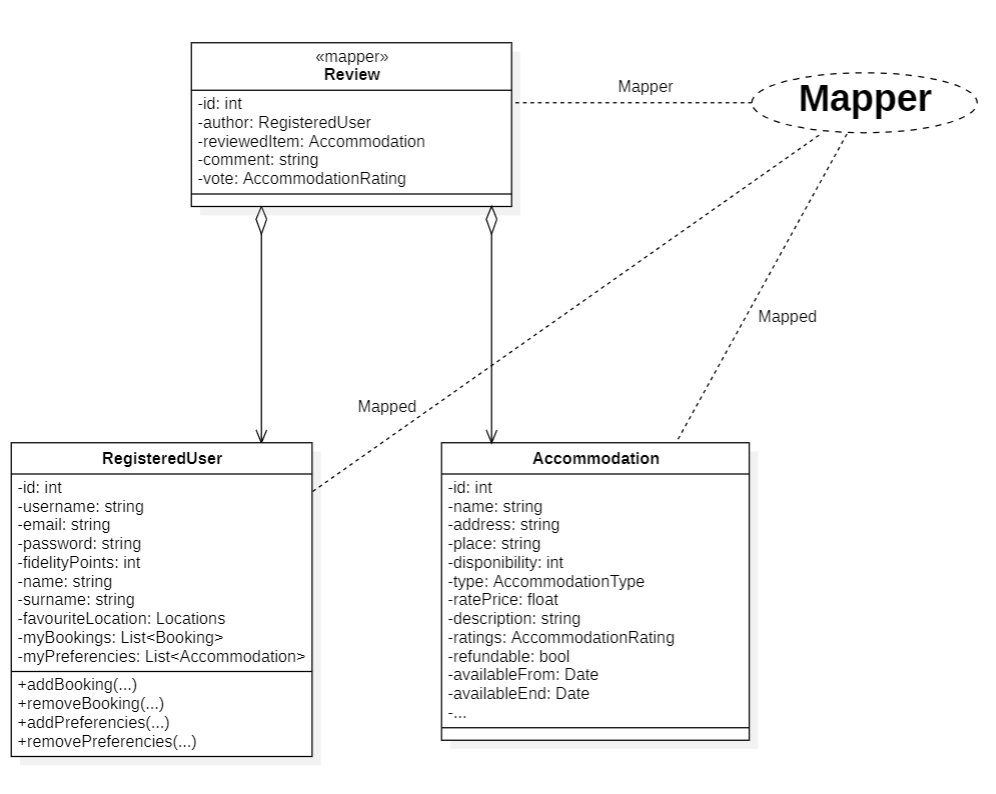 «mapper»
Review
-id: int
-author: RegisteredUser
-reviewedItem: Accommodation
-comment: string
-vote: AccommodationRating
Mapper
Mapper
Mapped
Mapped
RegisteredUser
-id: int
-username: string
-email: string
-password: string
-fidelityPoints: int
-name: string
-surname: string
-favouriteLocation: Locations
-myBookings: List<Booking>
-myPreferencies: List<Accommodation>
+addBooking(...)
+removeBooking(...)
+addPreferencies(...)
+removePreferencies(...)
Accommodation
-id: int
-name: string
-address: string
-place: string
-disponibility: int
-type: AccommodationType
-ratePrice: float
-description: string
-ratings: AccommodationRating
-refundable: bool
-availableFrom: Date
-availableEnd: Date
-...